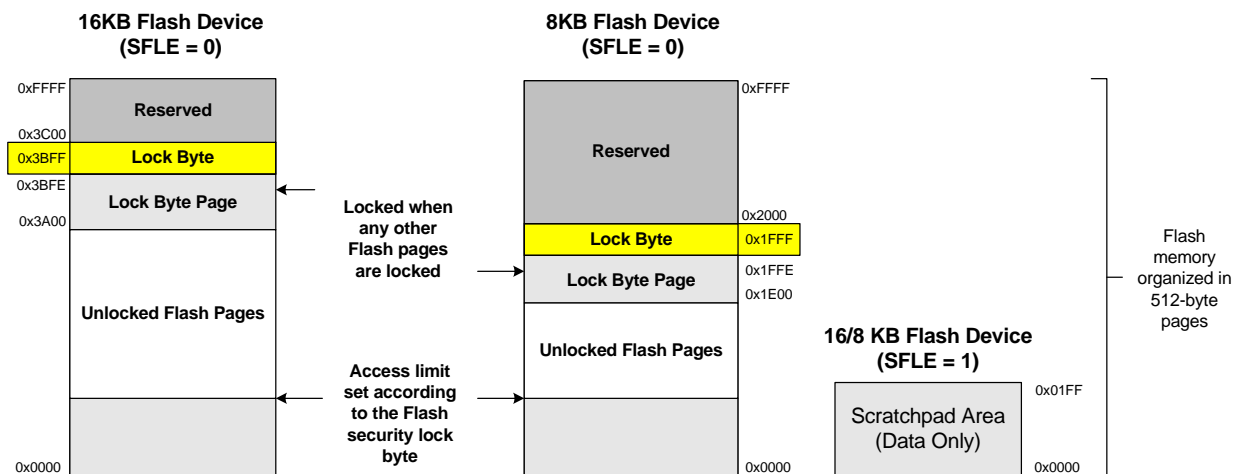 16KB Flash Device
(SFLE = 0)
0xFFFF
Reserved
0x3C00
0x3BFF
Lock Byte
0x3BFE
Lock Byte Page
0x3A00
Unlocked Flash Pages
0x0000
Locked when
any other
Flash pages
are locked
Access limit
set according
to the Flash
security lock
byte
8KB Flash Device
(SFLE = 0)
0xFFFF
Reserved
0x2000
Lock Byte
0x1FFF
0x1FFE
Lock Byte Page
0x1E00
Unlocked Flash Pages
0x0000
16/8 KB Flash Device
(SFLE = 1)
0x01FF
Scratchpad Area
(Data Only)
0x0000
Flash
memory
organized in
512-byte
pages